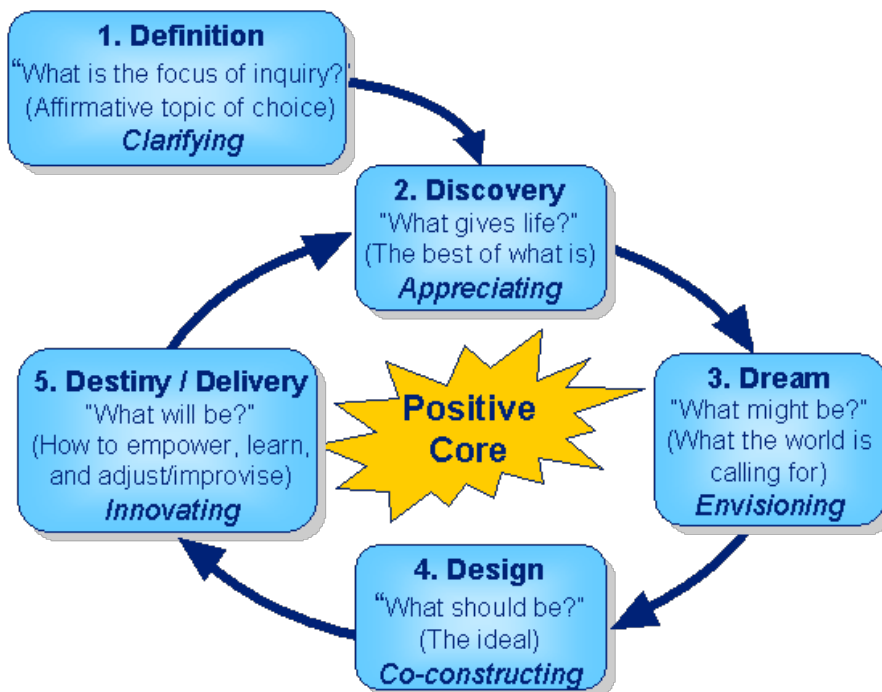 1. Definition
“What is the focus of inquiry?"
(Affirmative topic of choice)
Clarifying
2. Discovery
"What gives life?"
(The best of what is)
Appreciating
3. Dream
"What might be?"
(What the world is
calling for)
Envisioning
4. Design
“What should be?"
(The ideal)
Co-constructing
5. Destiny / Delivery
"What will be?"
(How to empower, learn,
and adjust/improvise)
Innovating
Positive
Core